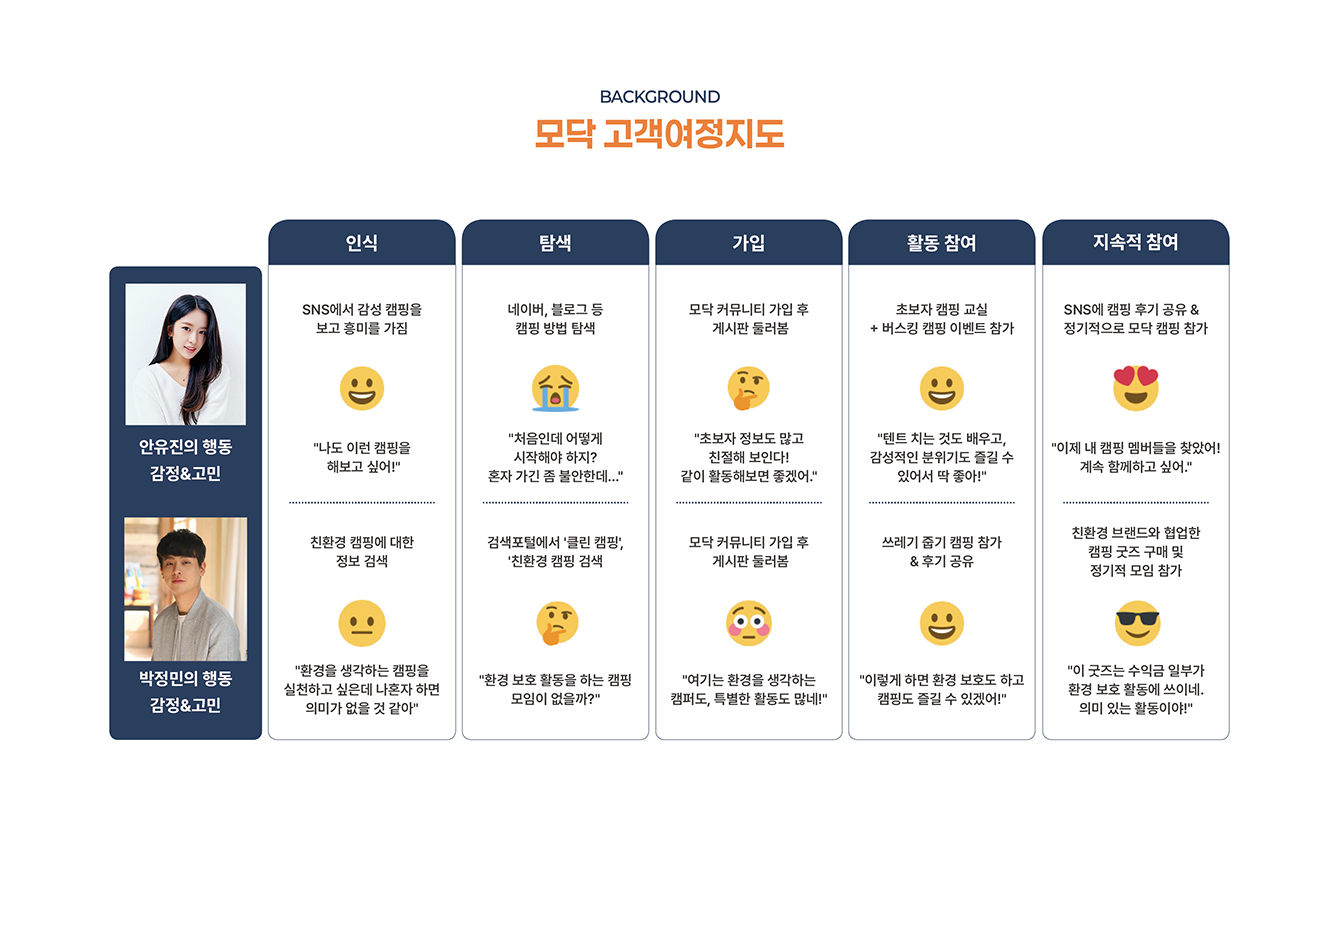 BACKGROUND
모닥 고객여정지도
인식
탐색
가입
활동 참여
지속적 참여
안유진의 행동
감정&고민
SNS에서 감성 캠핑을
보고 흥미를 가짐
"나도 이런 캠핑을
해보고 싶어!"
네이버, 블로그 등
캠핑 방법 탐색
"처음인데 어떻게
시작해야 하지?
혼자 가긴 좀 불안한데..."
모닥 커뮤니티 가입 후
게시판 둘러봄
"초보자 정보도 많고
친절해 보인다!
같이 활동해보면 좋겠어."
초보자 캠핑 교실
+ 버스킹 캠핑 이벤트 참가
"텐트 치는 것도 배우고,
감성적인 분위기도 즐길 수
있어서 딱 좋아!"
SNS에 캠핑 후기 공유 &
정기적으로 모닥 캠핑 참가
"이제 내 캠핑 멤버들을 찾았어!
계속 함께하고 싶어."
박정민의 행동
감정&고민
친환경 캠핑에 대한
정보 검색
"환경을 생각하는 캠핑을
실천하고 싶은데 나혼자 하면
의미가 없을 것 같아"
검색포털에서 '클린 캠핑',
'친환경 캠핑 검색
"환경 보호 활동을 하는 캠핑
모임이 없을까?"
모닥 커뮤니티 가입 후
게시판 둘러봄
"여기는 환경을 생각하는
캠퍼도, 특별한 활동도 많네!"
쓰레기 줍기 캠핑 참가
& 후기 공유
"이렇게 하면 환경 보호도 하고
캠핑도 즐길 수 있겠어!"
친환경 브랜드와 협업한
캠핑 굿즈 구매 및
정기적 모임 참가
"이 굿즈는 수익금 일부가
환경 보호 활동에 쓰이네.
의미 있는 활동이야!"